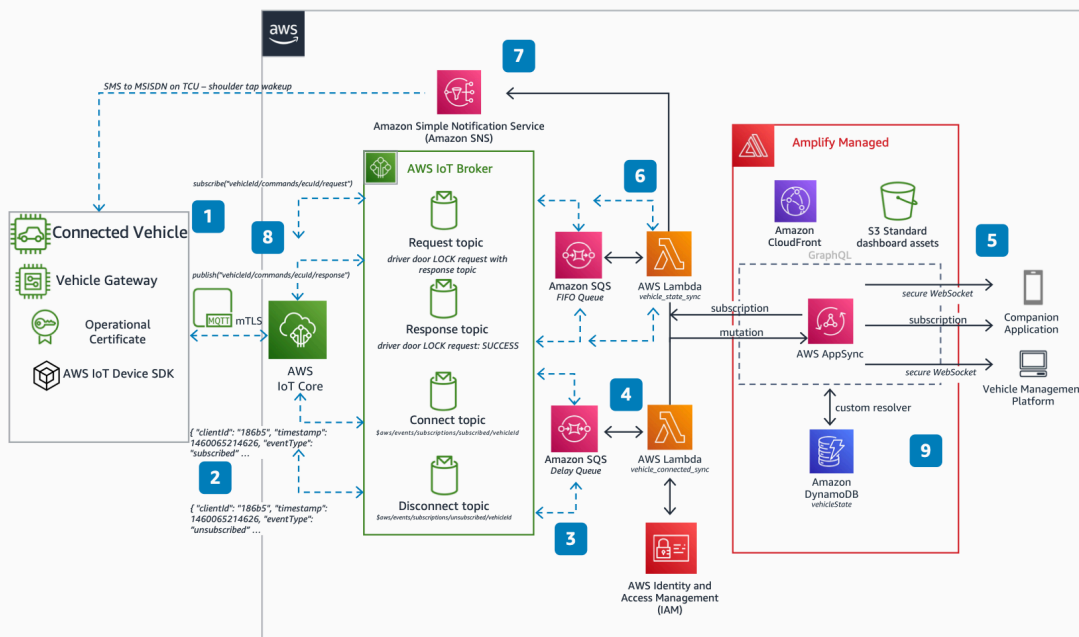 aws
7
SMS to MSISDN on TCU – shoulder tap wakeup
Amazon Simple Notification Service
(Amazon SNS)
Amplify Managed
AWS IoT Broker
6
subscribe("vehicleId/commands/ecuId/request")
1
Connected Vehicle
8
Request topic
driver door LOCK request with
response topic
Amazon
CloudFront
S3 Standard
dashboard assets
5
GraphQL
Vehicle Gateway
publish("vehicleId/commands/ecuId/response")
Amazon SQS
FIFO Queue
AWS Lambda
vehicle_state_sync
secure WebSocket
MQTT
mTLS
Operational
Certificate
Response topic
driver door LOCK request: SUCCESS
subscription
mutation
AWS AppSync
subscription
Companion
Application
AWS IoT Device SDK
AWS
IoT Core
secure WebSocket
Vehicle Management
Platform
4
Connect topic
$aws/events/subscriptions/subscribed/vehicleId
custom resolver
{ "clientId": "186b5", "timestamp":
1460065214626, "eventType":
"subscribed" ...
Amazon SQS
Delay Queue
AWS Lambda
vehicle_connected_sync
9
2
Disconnect topic
$aws/events/subscriptions/unsubscribed/vehicleId
Amazon
DynamoDB
vehicleState
{ "clientId": "186b5", "timestamp":
1460065214626, "eventType":
"unsubscribed" ...
3
AWS Identity and
Access Management
(IAM)